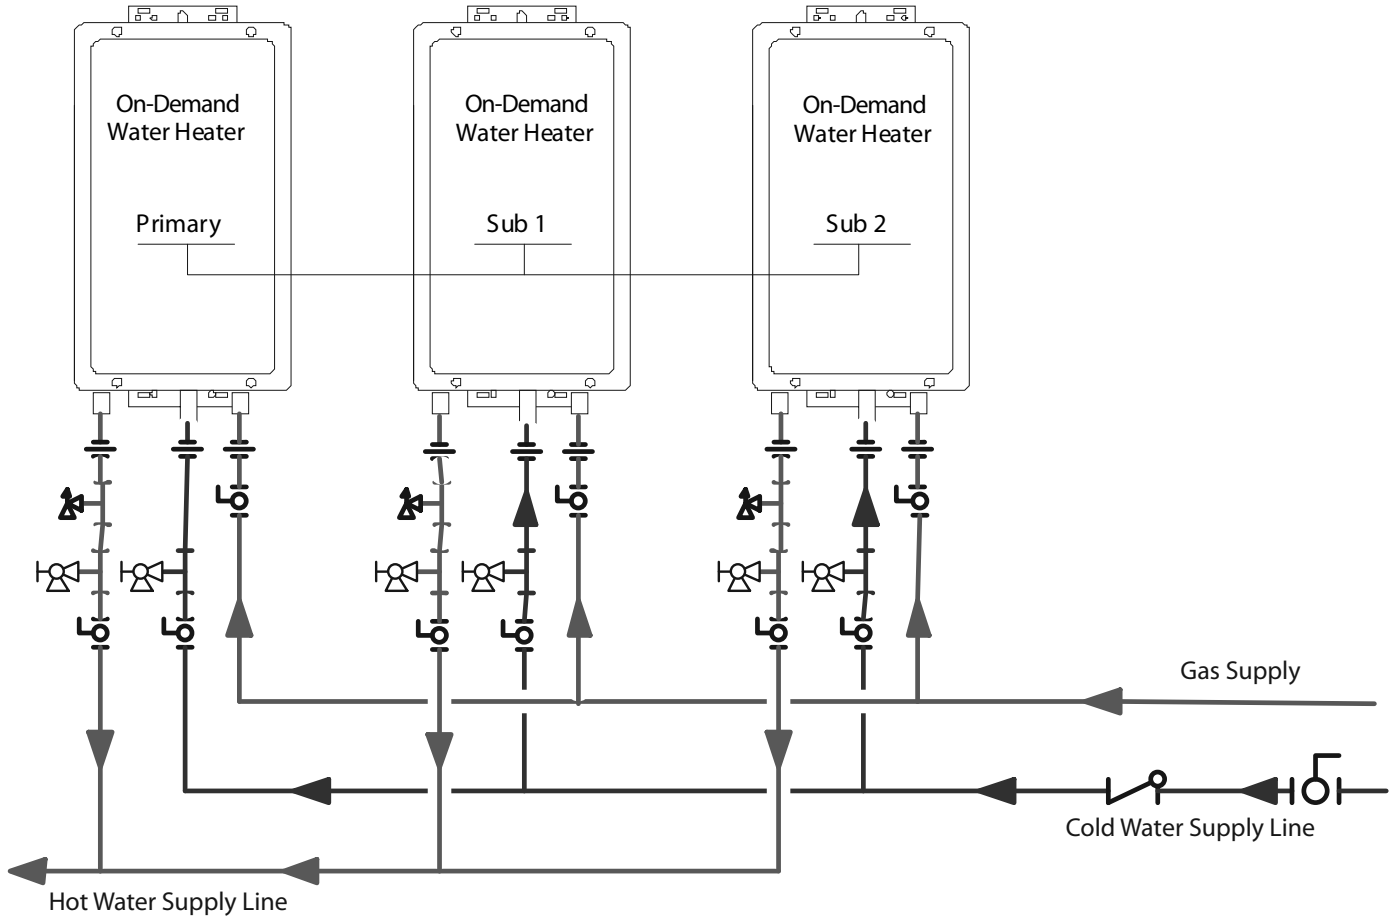 On-Demand
Water Heater
On-Demand
Water Heater
On-Demand
Water Heater
Primary
Sub 1
Sub 2
Gas Supply
Cold Water Supply Line
Hot Water Supply Line